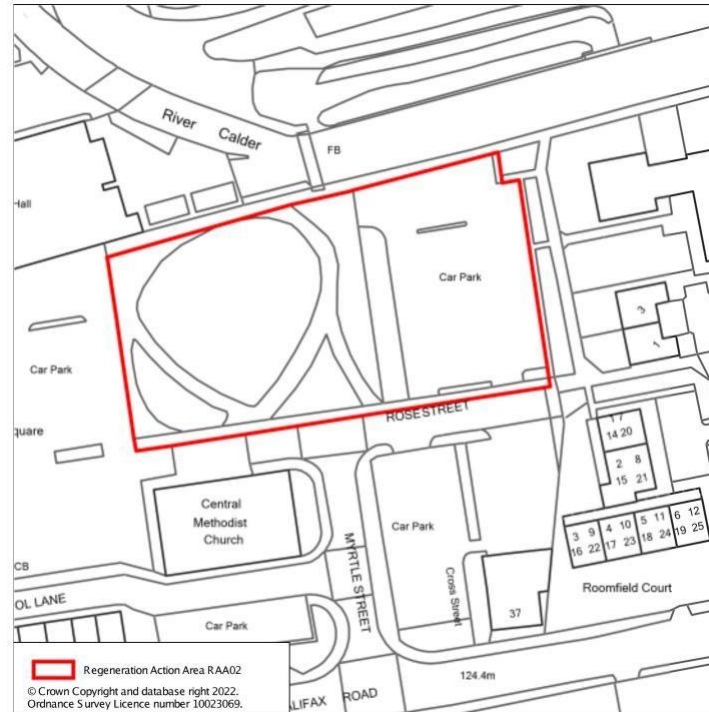 River Calder
FB
Hall
Car Park
Car Park
3
1
quare
ROSE STREET
17
14 20
2 8
15 21
Central
Methodist
Church
Car Park
MYRTLE STREET
Cross Street
3 9 4 10 5 11 6 12
16 22 17 23 18 24 19 25
CB
OL LANE
Roomfield Court
37
Car Park
124.4m
ALIFAX ROAD
Regeneration Action Area RAA02
© Crown Copyright and database right 2022.
Ordnance Survey Licence number 10023069.